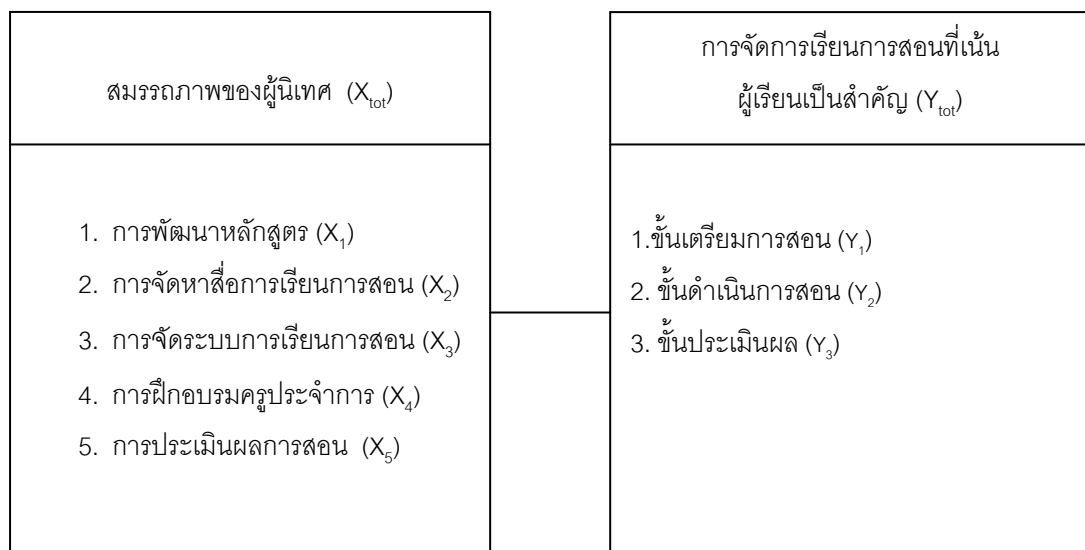 สมรรถภาพของผู้นิเทศ (Xtot)
1. การพัฒนาหลักสูตร (X1)
2. การจัดหาสื่อการเรียนการสอน (X2)
3. การจัดระบบการเรียนการสอน (X3)
4. การฝึกอบรมครูประจำการ (X4)
5. การประเมินผลการสอน (X5)
การจัดการเรียนการสอนที่เน้น
ผู้เรียนเป็นสำคัญ (Ytot)
1.ขั้นเตรียมการสอน (Y1)
2. ขั้นดำเนินการสอน (Y2)
3. ขั้นประเมินผล (Y3)